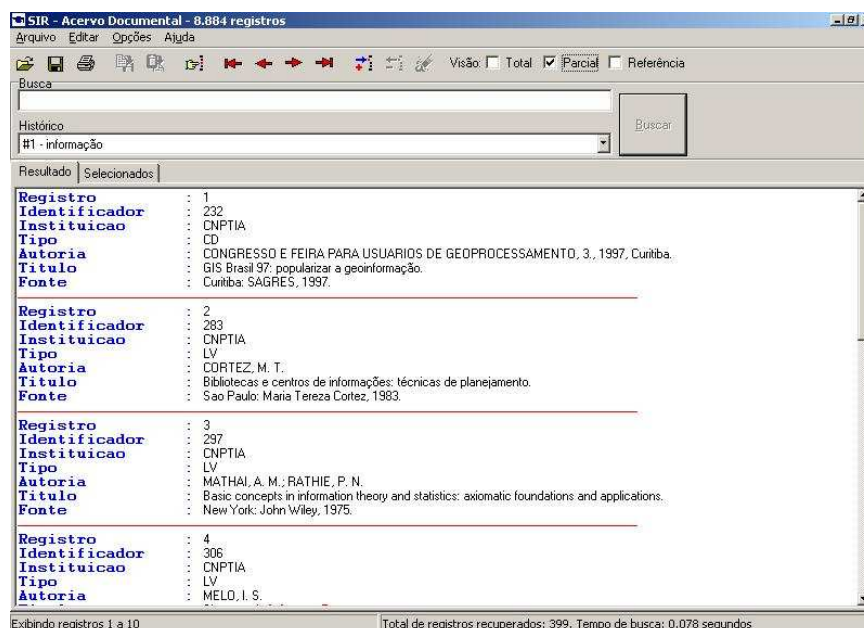 SIR - Acervo Documental - 8.884 registros
Arquivo Editar Opções Ajuda
Visão: Total Parcial Referência
Busca
Buscar
Histórico
#1 - informação
Resultado Selecionados
Registro : 1
Identificador : 232
Instituicao : CNPTIA
Tipo : CD
Autoria : CONGRESSO E FEIRA PARA USUARIOS DE GEOPROCESSAMENTO, 3., 1997, Curitiba.
Titulo : GIS Brasil 97: popularizar a geoinformação.
Fonte : Curitiba: SAGRES, 1997.
Registro : 2
Identificador : 283
Instituicao : CNPTIA
Tipo : LV
Autoria : CORTEZ, M. T.
Titulo : Bibliotecas e centros de informações: técnicas de planejamento.
Fonte : Sao Paulo: Maria Tereza Cortez, 1983.
Registro : 3
Identificador : 297
Instituicao : CNPTIA
Tipo : LV
Autoria : MATHAI, A. M.; RATHIE, P. N.
Titulo : Basic concepts in information theory and statistics: axiomatic foundations and applications.
Fonte : New York: John Wiley, 1975.
Registro : 4
Identificador : 306
Instituicao : CNPTIA
Tipo : LV
Autoria : MELO, I. S.
Exibindo registros 1 a 10 Total de registros recuperados: 399. Tempo de busca: 0,078 segundos